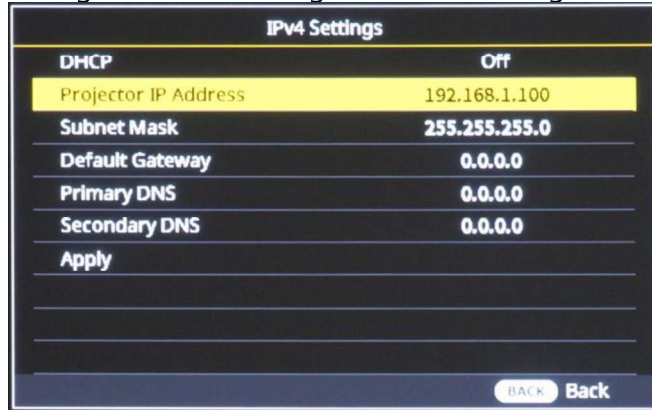 IPv4 Settings
DHCP Off
Projector IP Address 192.168.1.100
Subnet Mask 255.255.255.0
Default Gateway 0.0.0.0
Primary DNS 0.0.0.0
Secondary DNS 0.0.0.0
Apply
BACK Back